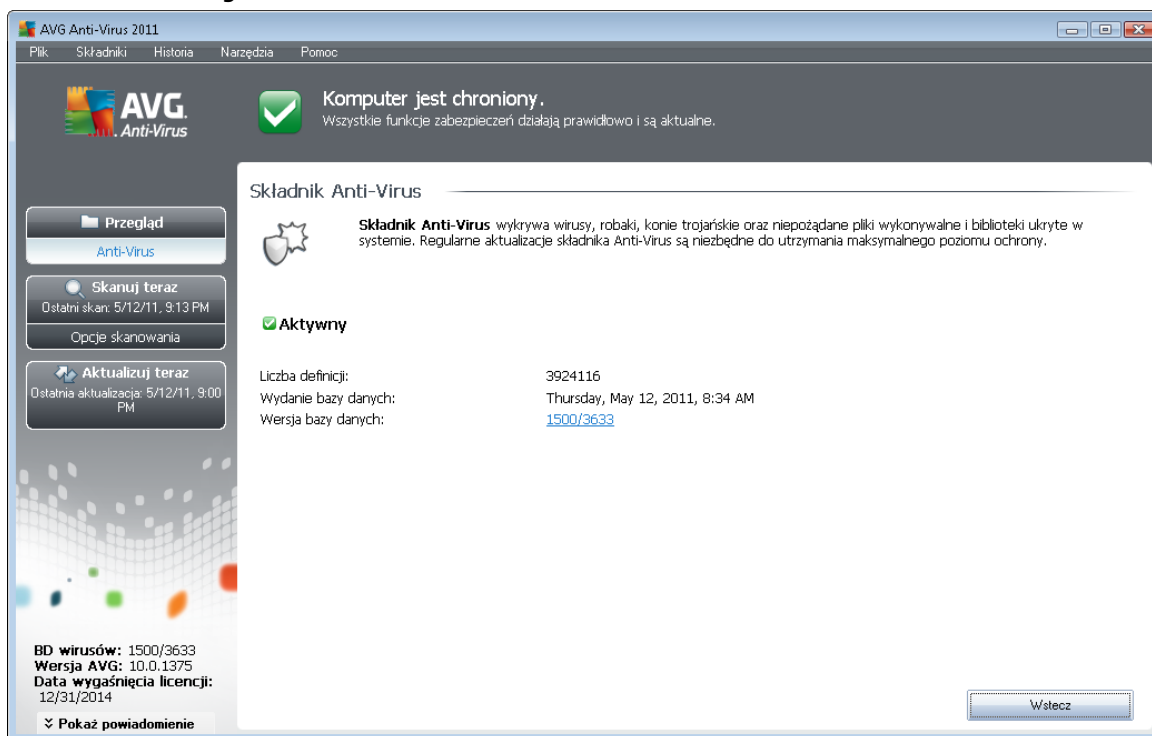 AVG Anti-Virus 2011
Plik Składniki Historia Narzędzia Pomoc
AVG.
Anti-Virus
Komputer jest chroniony.
Wszystkie funkcje zabezpieczeń działają prawidłowo i są aktualne.
Przegląd
Anti-Virus
Skanuj teraz
Ostatni skan: 5/12/11, 9:13 PM
Opcje skanowania
Aktualizuj teraz
Ostatnia aktualizacja: 5/12/11, 9:00
PM
BD wirusów: 1500/3633
Wersja AVG: 10.0.1375
Data wygaśnięcia licencji:
12/31/2014
Pokaż powiadomienie
Składnik Anti-Virus
Składnik Anti-Virus wykrywa wirusy, robaki, konie trojańskie oraz niepożądane pliki wykonywalne i biblioteki ukryte w
systemie. Regularne aktualizacje składnika Anti-Virus są niezbędne do utrzymania maksymalnego poziomu ochrony.
Aktywny
Liczba definicji: 3924116
Wydanie bazy danych: Thursday, May 12, 2011, 8:34 AM
Wersja bazy danych: 1500/3633
Wstecz